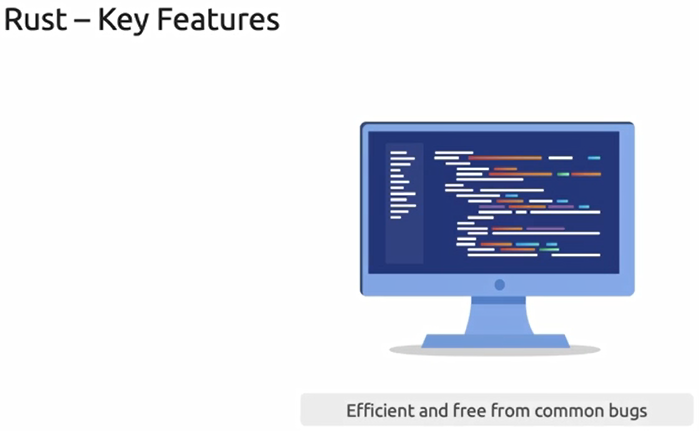 Rust – Key Features
Efficient and free from common bugs